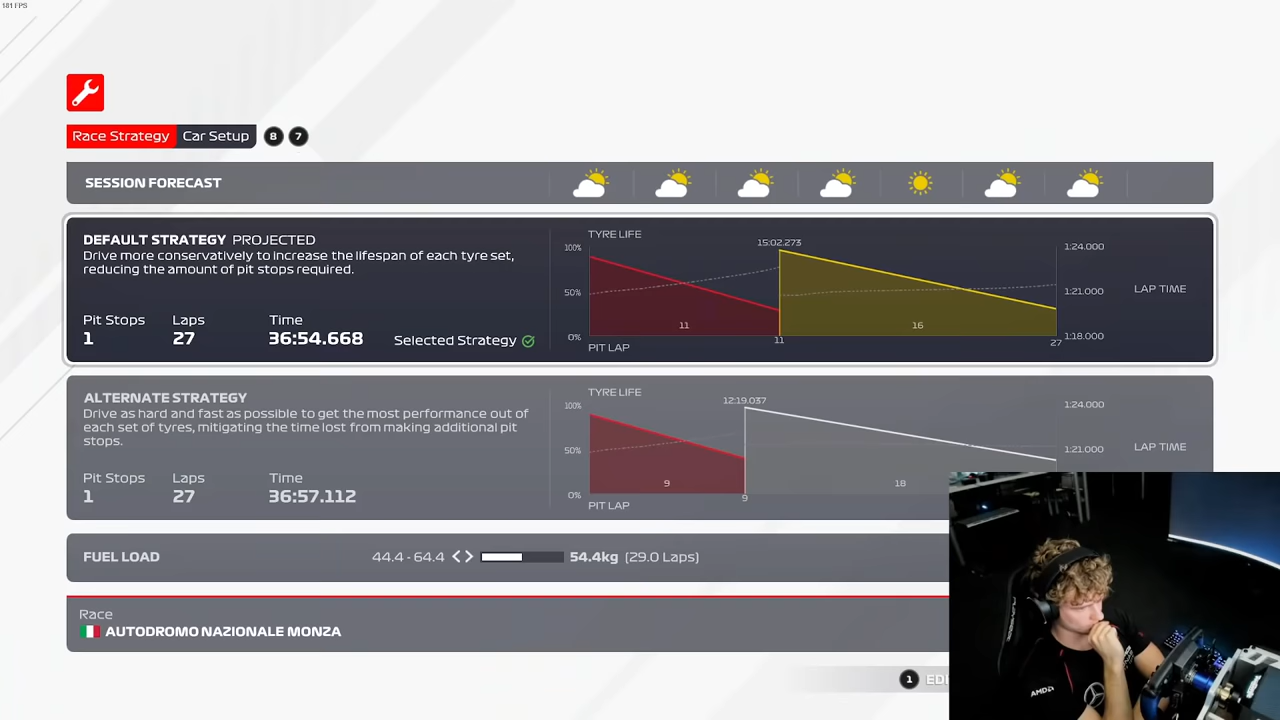 181 FPS
Race Strategy Car Setup 8 7
SESSION FORECAST
DEFAULT STRATEGY PROJECTED
Drive more conservatively to increase the lifespan of each tyre set,
reducing the amount of pit stops required.
Pit Stops Laps Time
1 27 36:54.668 Selected Strategy
TYRE LIFE
15:02.273
100%
50%
0%
11 16
PIT LAP
11 27
1:24.000
1:21.000
1:18.000
LAP TIME
ALTERNATE STRATEGY
Drive as hard and fast as possible to get the most performance out of
each set of tyres, mitigating the time lost from making additional pit
stops.
Pit Stops Laps Time
1 27 36:57.112
TYRE LIFE
12:19.037
100%
50%
0%
9 18
PIT LAP
9
1:24.000
1:21.000
LAP TIME
FUEL LOAD 44.4 - 64.4 54.4kg (29.0 Laps)
Race
AUTODROMO NAZIONALE MONZA
1 EDI
AMD